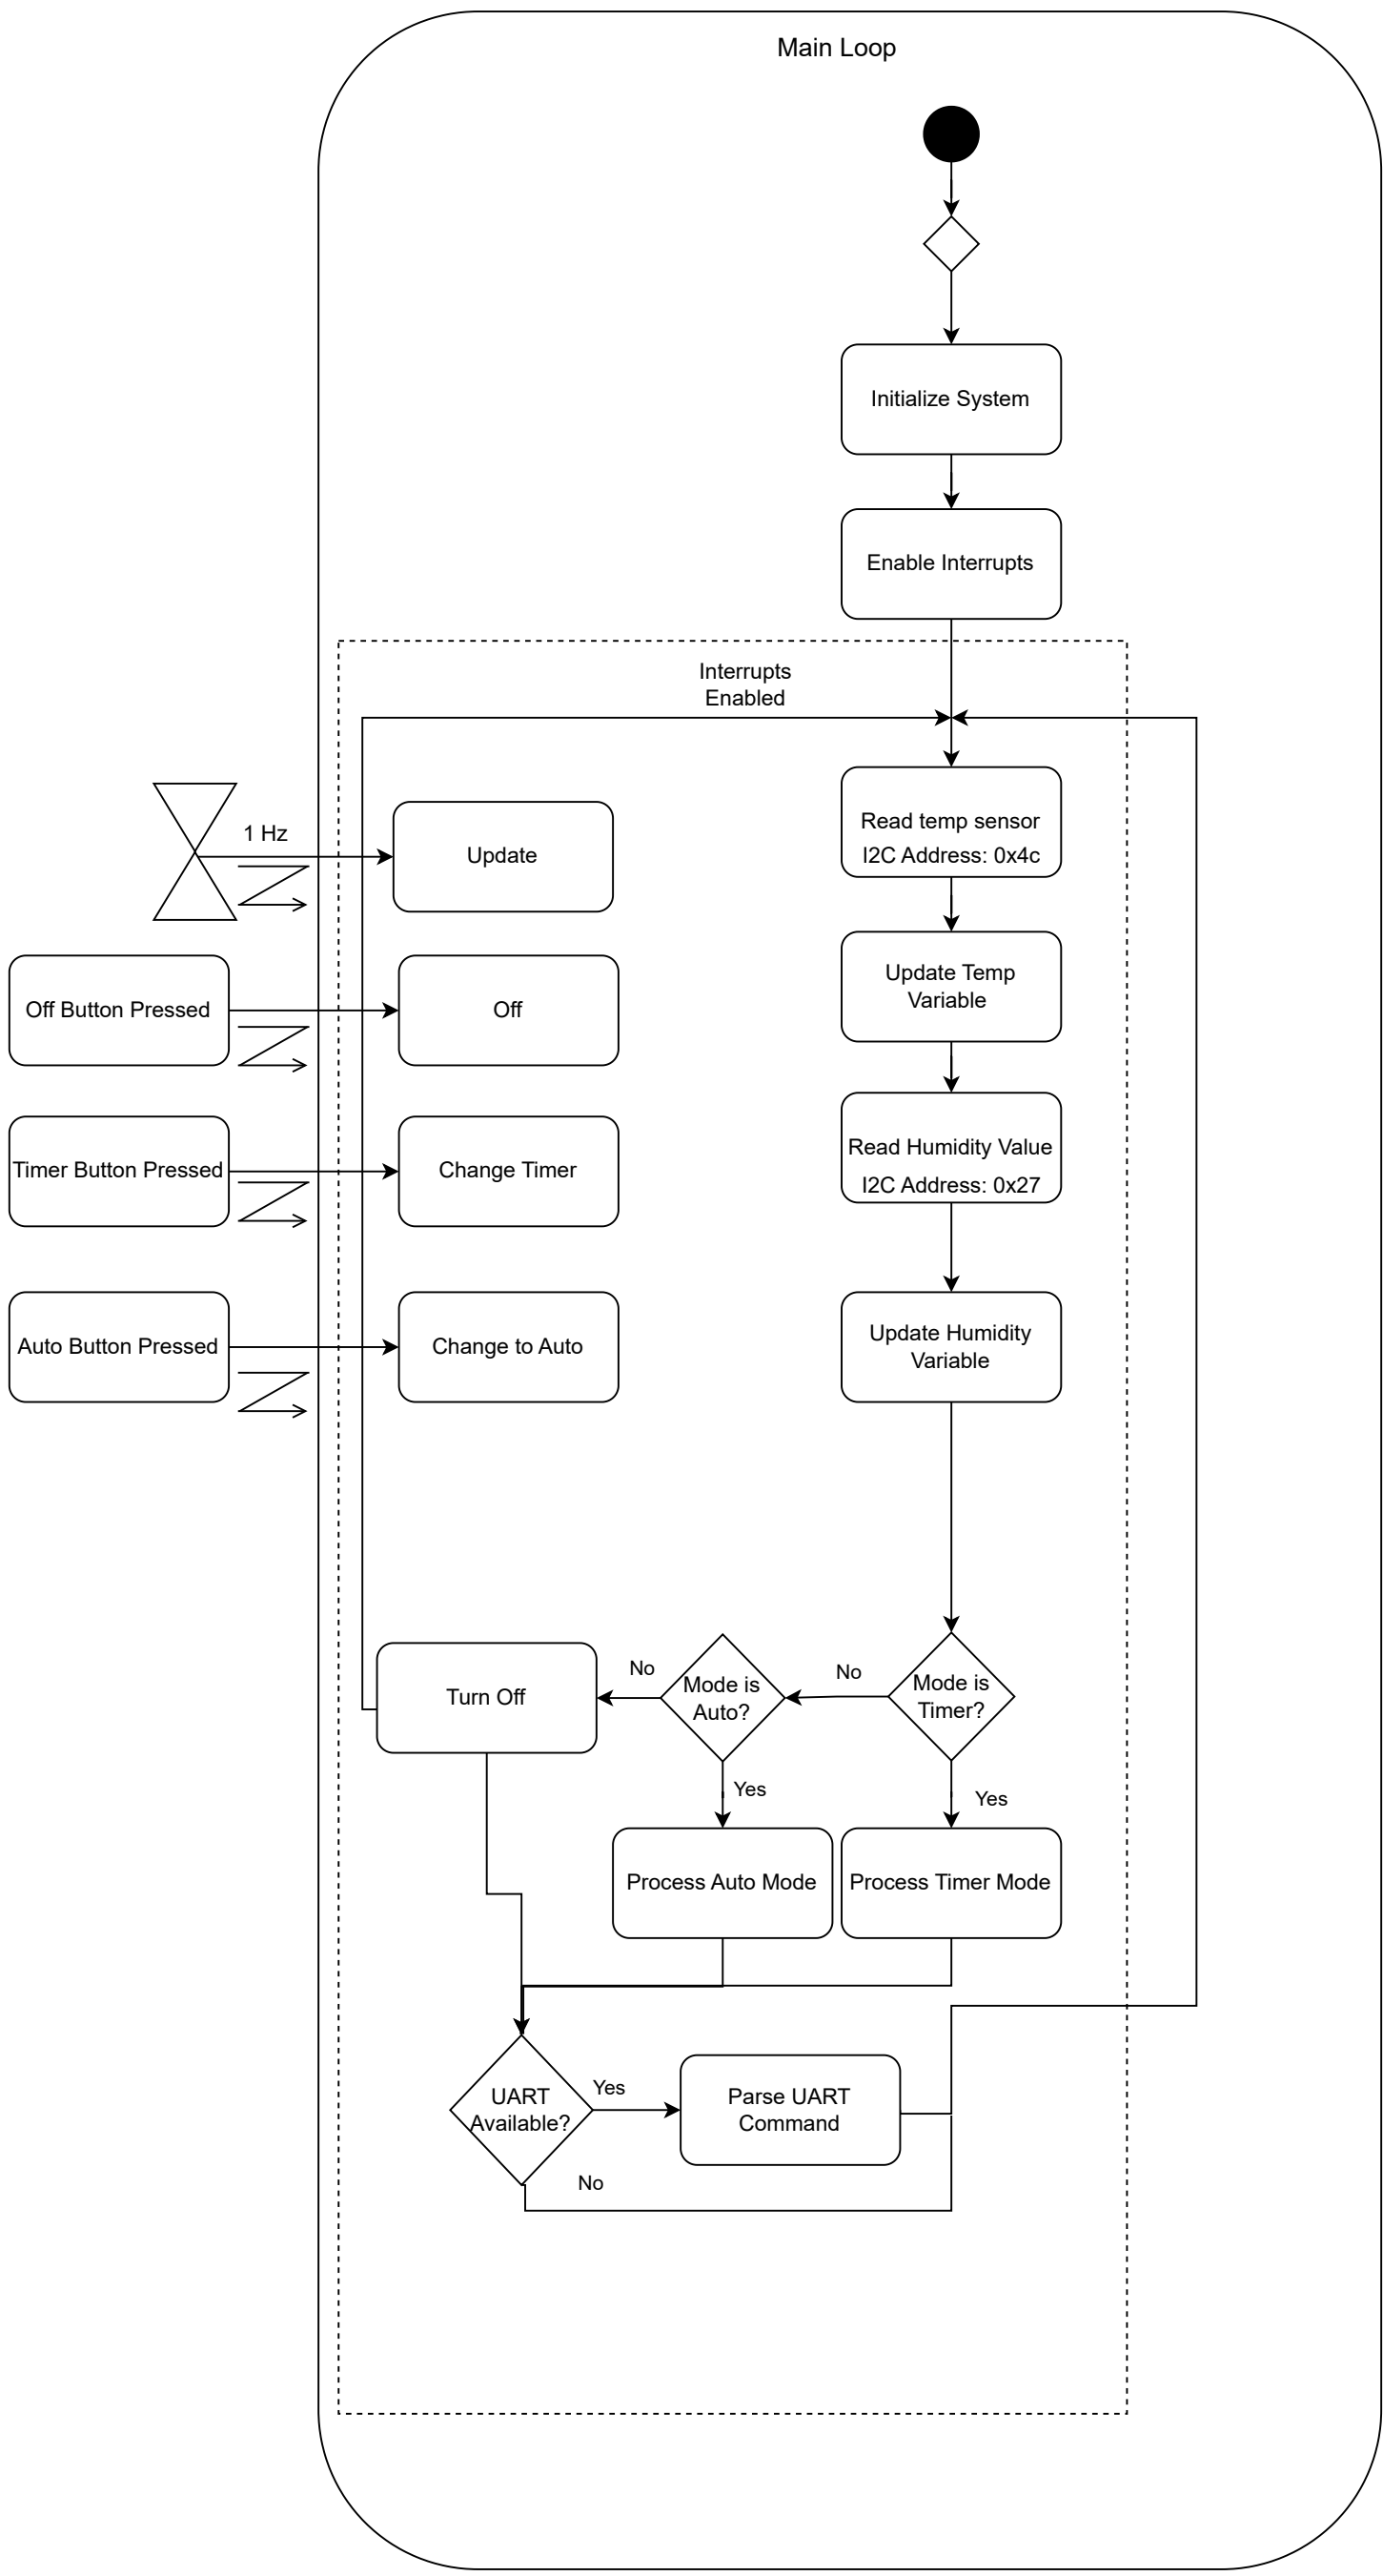 Main Loop
Initialize System
Enable Interrupts
Interrupts
Enabled
1 Hz
Update
Read temp sensor
I2C Address: 0x4c
Off Button Pressed
Off
Update Temp
Variable
Timer Button Pressed
Change Timer
Read Humidity Value
I2C Address: 0x27
Auto Button Pressed
Change to Auto
Update Humidity
Variable
Turn Off
No
Mode is
Auto?
No
Mode is
Timer?
Yes
Yes
Process Auto Mode
Process Timer Mode
UART
Available?
Yes
Parse UART
Command
No